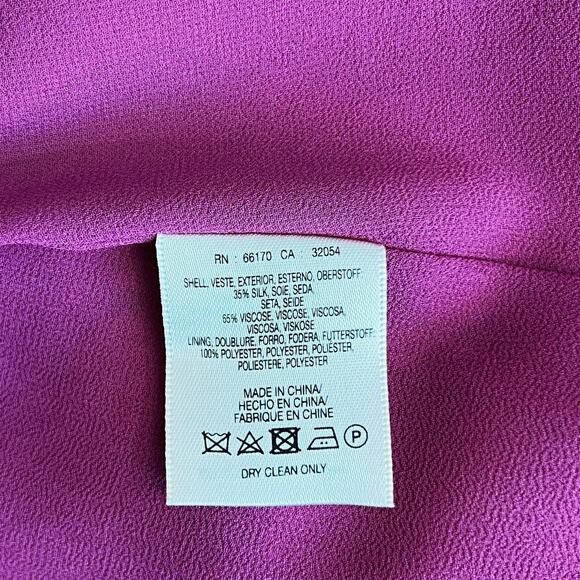 RN : 66170 CA : 32054
SHELL, VESTE, EXTERIOR, ESTERNO, OBERSTOFF:
35% SILK, SOIE, SEDA,
SETA, SEIDE
65% VISCOSE, VISCOSE, VISCOSA,
VISCOSA, VISKOSE
LINING, DOUBLURE, FORRO, FODERA, FUTTERSTOFF:
100% POLYESTER, POLYESTER, POLIÉSTER,
POLIESTERE, POLYESTER
MADE IN CHINA/
HECHO EN CHINA/
FABRIQUE EN CHINE
P
DRY CLEAN ONLY